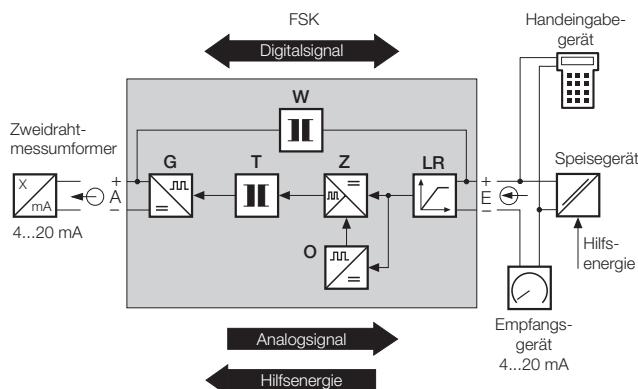 FSK
Digitalsignal
Handeingabe-
gerät
W
Zweidraht-
messumformer
G
T
Z
LR
Speisegerät
X
mA
+
A
–
+
E
–
4...20 mA
O
Hilfs-
energie
Analogsignal
Hilfsenergie
Empfangs-
gerät
4...20 mA